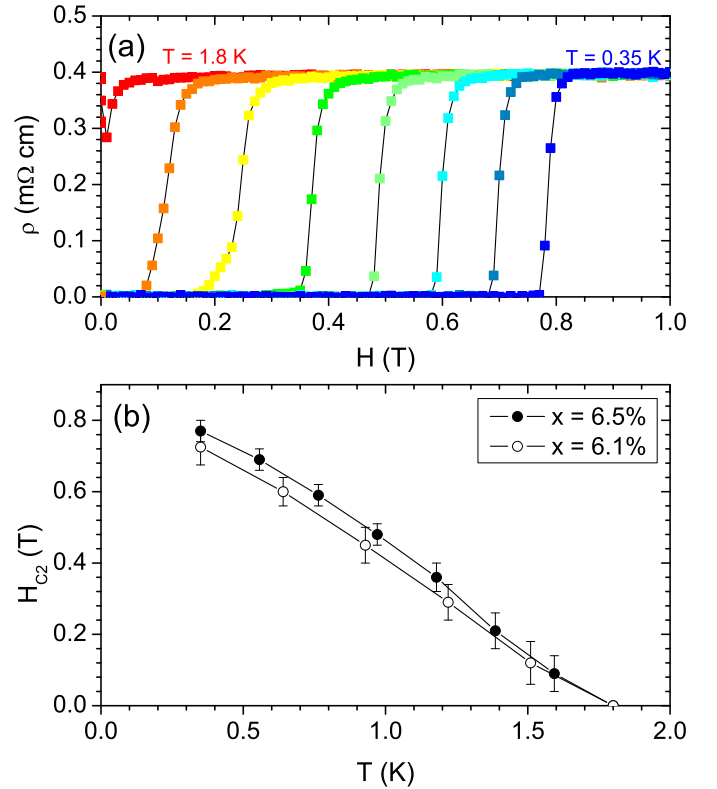 (a)
T = 1.8 K
T = 0.35 K
0.5
0.4
0.3
0.2
0.1
0.0
ρ (mΩ cm)
0.0 0.2 0.4 0.6 0.8 1.0
H (T)
(b)
x = 6.5%
x = 6.1%
0.8
0.6
0.4
0.2
0.0
H_C2 (T)
0.0 0.5 1.0 1.5 2.0
T (K)